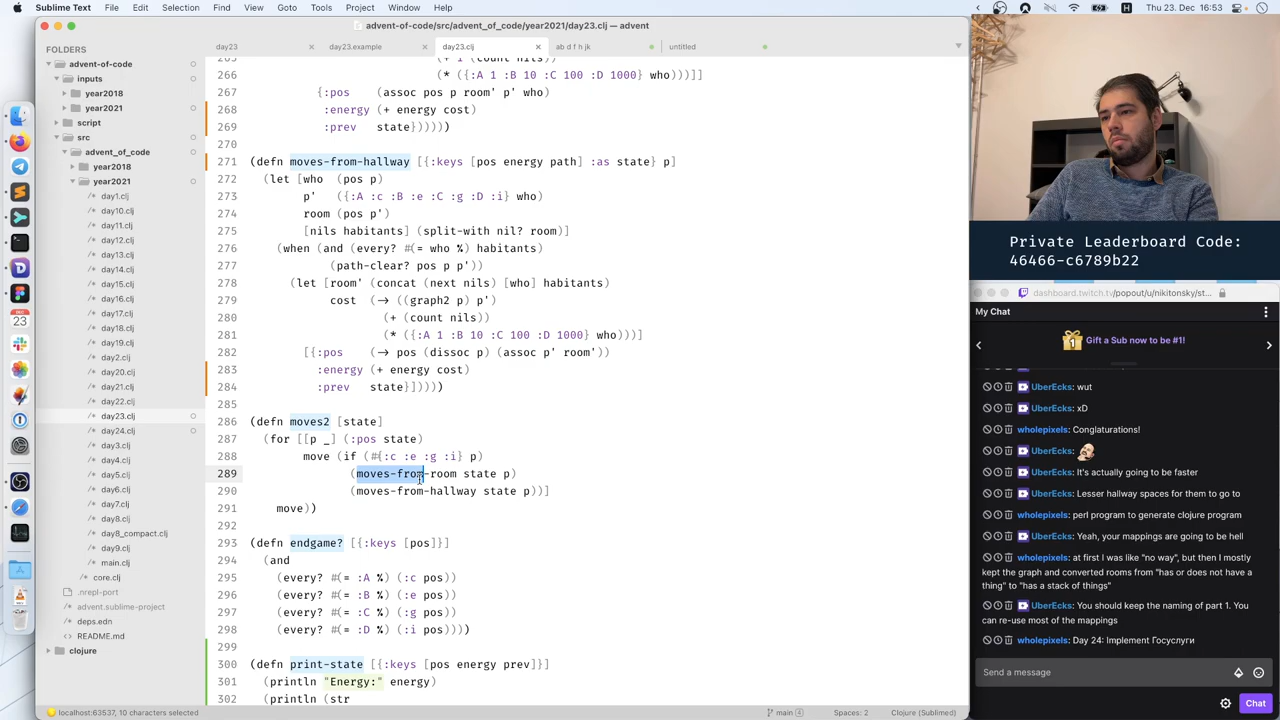 Sublime Text File Edit Selection Find View Goto Tools Project Window Help Thu 23. Dec 16:53
advent-of-code/src/advent_of_code/year2021/day23.clj — advent
FOLDERS
advent-of-code
inputs
year2018
year2021
script
src
advent_of_code
year2018
year2021
/* day1.clj
/* day10.clj
/* day11.clj
/* day12.clj
/* day13.clj
/* day14.clj
/* day15.clj
/* day16.clj
/* day17.clj
/* day18.clj
/* day19.clj
/* day2.clj
/* day20.clj
/* day21.clj
/* day22.clj
/* day23.clj
/* day24.clj
/* day3.clj
/* day4.clj
/* day5.clj
/* day6.clj
/* day7.clj
/* day8.clj
/* day8_compact.clj
/* day9.clj
/* main.clj
/* core.clj
.nrepl-port
advent.sublime-project
deps.edn
README.md
clojure
day23 day23.example day23.clj ab d f h jk untitled
265 (+ i (count nils))
266 (* ({:A 1 :B 10 :C 100 :D 1000} who)))]]
267 {:pos (assoc pos p room' p' who)
268 :energy (+ energy cost)
269 :prev state})))))
270
271 (defn moves-from-hallway [{:keys [pos energy path] :as state} p]
272 (let [who (pos p)
273 p' ({:A :c :B :e :C :g :D :i} who)
274 room (pos p')
275 [nils habitants] (split-with nil? room)]
276 (when (and (every? #(= who %) habitants)
277 (path-clear? pos p p'))
278 (let [room' (concat (next nils) [who] habitants)
279 cost (-> ((graph2 p) p')
280 (+ (count nils))
281 (* ({:A 1 :B 10 :C 100 :D 1000} who)))]
282 [{:pos (-> pos (dissoc p) (assoc p' room'))
283 :energy (+ energy cost)
284 :prev state}]))))
285
286 (defn moves2 [state]
287 (for [[p _] (:pos state)
288 move (if (#{:c :e :g :i} p)
289 (moves-from-room state p)
290 (moves-from-hallway state p))]
291 move))
292
293 (defn endgame? [{:keys [pos]}]
294 (and
295 (every? #(= :A %) (:c pos))
296 (every? #(= :B %) (:e pos))
297 (every? #(= :C %) (:g pos))
298 (every? #(= :D %) (:i pos))))
299
300 (defn print-state [{:keys [pos energy prev]}]
301 (println "Energy:" energy)
302 (println (str
localhost:63537, 10 characters selected main 4 Spaces: 2 Clojure (Sublimed)
Private Leaderboard Code:
46466-c6789b22
dashboard.twitch.tv/popout/u/nikitonsky/st...
My Chat
1 Gift a Sub now to be #1!
UberEcks: wut
UberEcks: xD
wholepixels: Conglaturations!
UberEcks:
UberEcks: It's actually going to be faster
UberEcks: Lesser hallway spaces for them to go to
wholepixels: perl program to generate clojure program
UberEcks: Yeah, your mappings are going to be hell
wholepixels: at first I was like "no way", but then I mostly
kept the graph and converted rooms from "has or does not have a
thing" to "has a stack of things"
UberEcks: You should keep the naming of part 1. You
can re-use most of the mappings
wholepixels: Day 24: Implement Госуслуги
Send a message
Chat